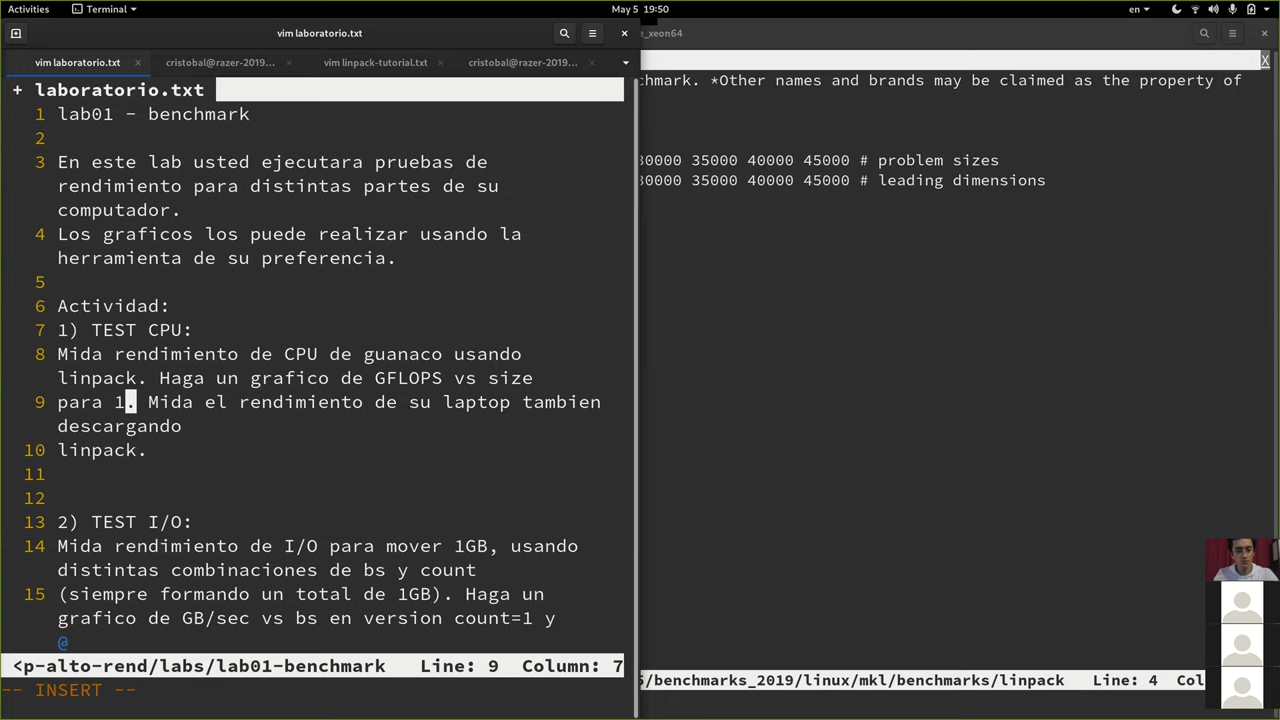 Activities
Terminal
May 5 19:50
en
vim laboratorio.txt
_xeon64
vim laboratorio.txt
cristobal@razer-2019...
vim linpack-tutorial.txt
cristobal@razer-2019...
X
+ laboratorio.txt
1 lab01 - benchmark
2
3 En este lab usted ejecutara pruebas de
rendimiento para distintas partes de su
computador.
4 Los graficos los puede realizar usando la
herramienta de su preferencia.
5
6 Actividad:
7 1) TEST CPU:
8 Mida rendimiento de CPU de guanaco usando
linpack. Haga un grafico de GFLOPS vs size
9 para 1. Mida el rendimiento de su laptop tambien
descargando
10 linpack.
11
12
13 2) TEST I/O:
14 Mida rendimiento de I/O para mover 1GB, usando
distintas combinaciones de bs y count
15 (siempre formando un total de 1GB). Haga un
grafico de GB/sec vs bs en version count=1 y
@
<p-alto-rend/labs/lab01-benchmark Line: 9 Column: 7
-- INSERT --
chmark. *Other names and brands may be claimed as the property of
30000 35000 40000 45000 # problem sizes
30000 35000 40000 45000 # leading dimensions
/benchmarks_2019/linux/mkl/benchmarks/linpack Line: 4 Col